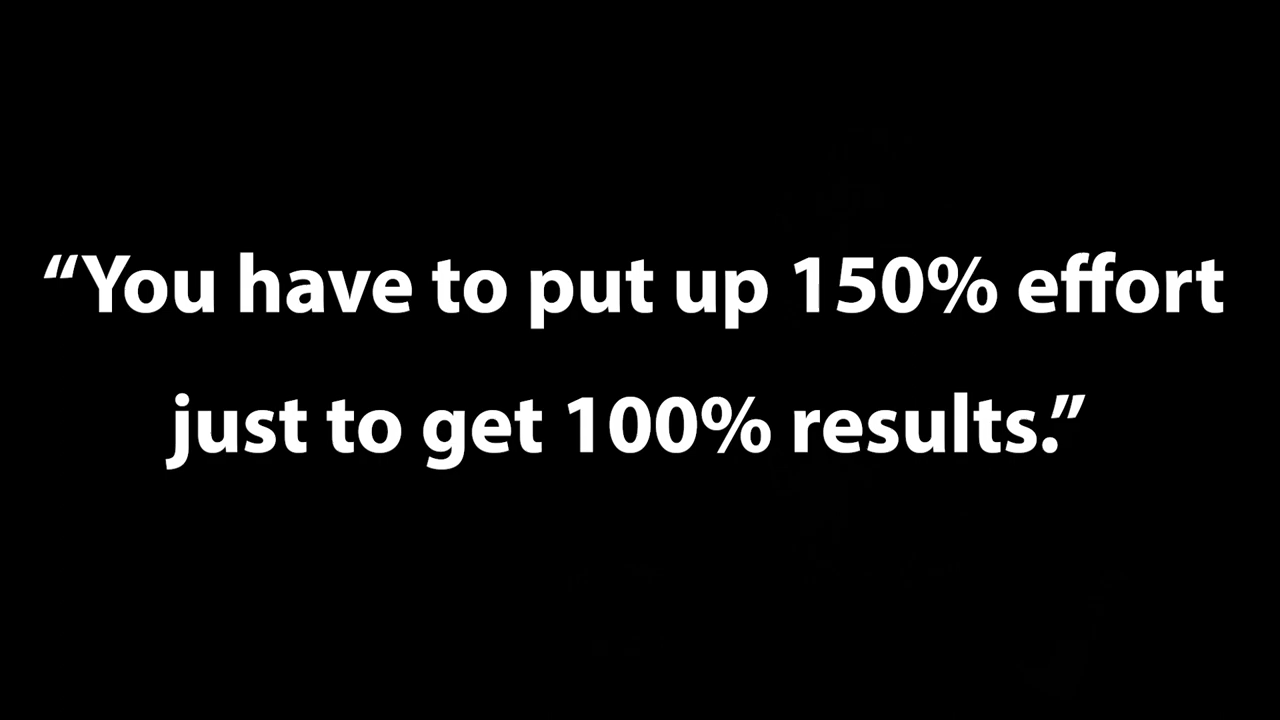 “You have to put up 150% effort
just to get 100% results.”